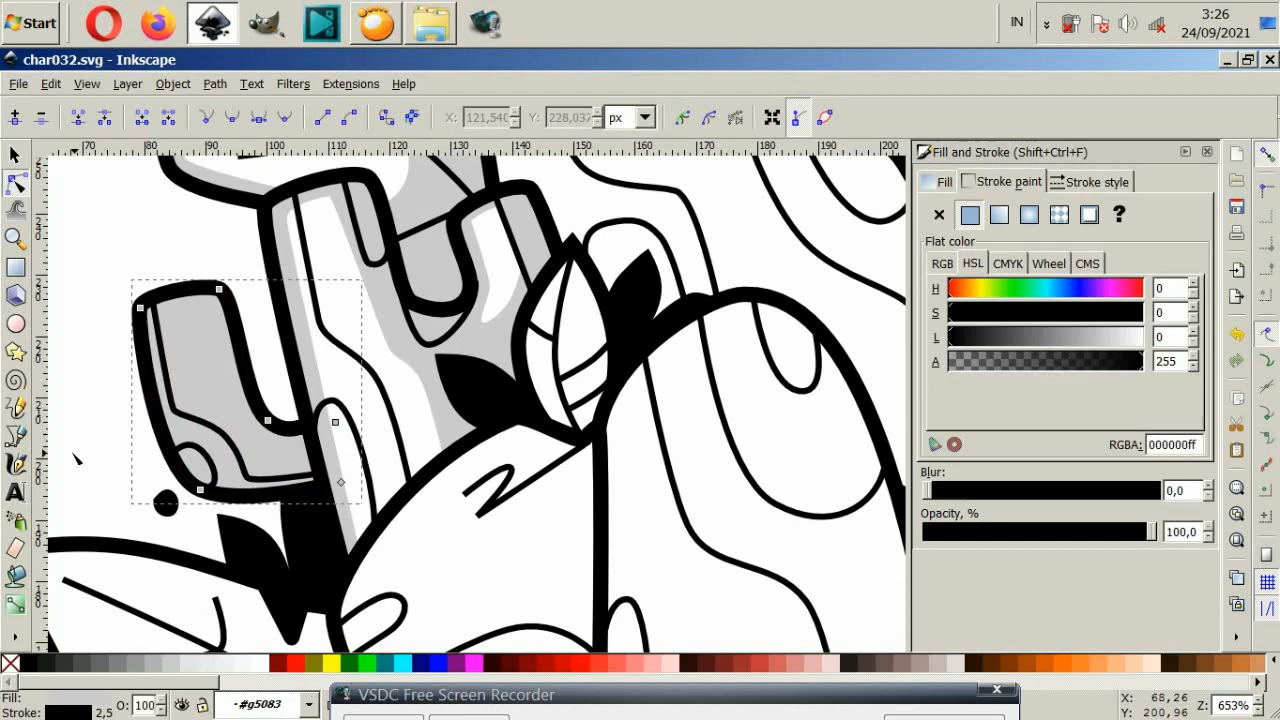 Start
IN
3:26
24/09/2021
char032.svg - Inkscape
File Edit View Layer Object Path Text Filters Extensions Help
X: 121,540 Y: 228,037 px
70 80 90 100 110 120 130 140 150 160 170 180 190 200
Fill and Stroke (Shift+Ctrl+F)
Fill Stroke paint Stroke style
?
Flat color
RGB HSL CMYK Wheel CMS
H 0
S 0
L 0
A 255
RGBA: 000000ff
Blur:
0,0
Opacity, %
100,0
VSDC Free Screen Recorder
Fill:
Stroke: 2,5
O: 100
-#g5083
X: 68,26
Y: 200,96
Z: 653%